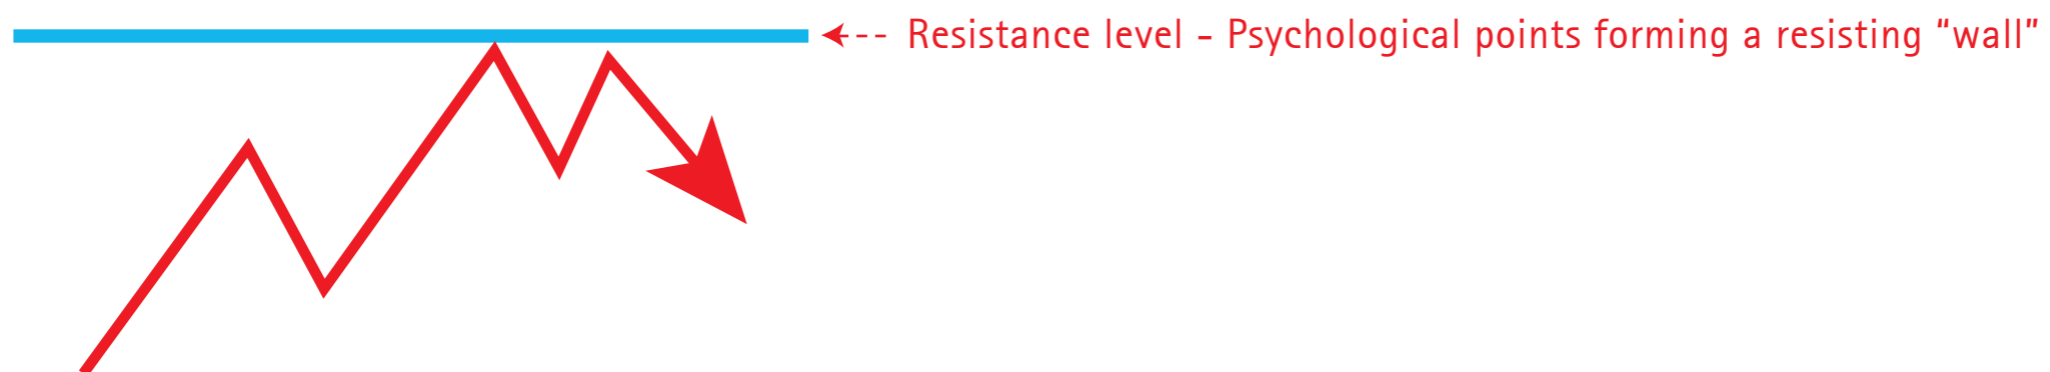 Resistance level - Psychological points forming a resisting “wall”